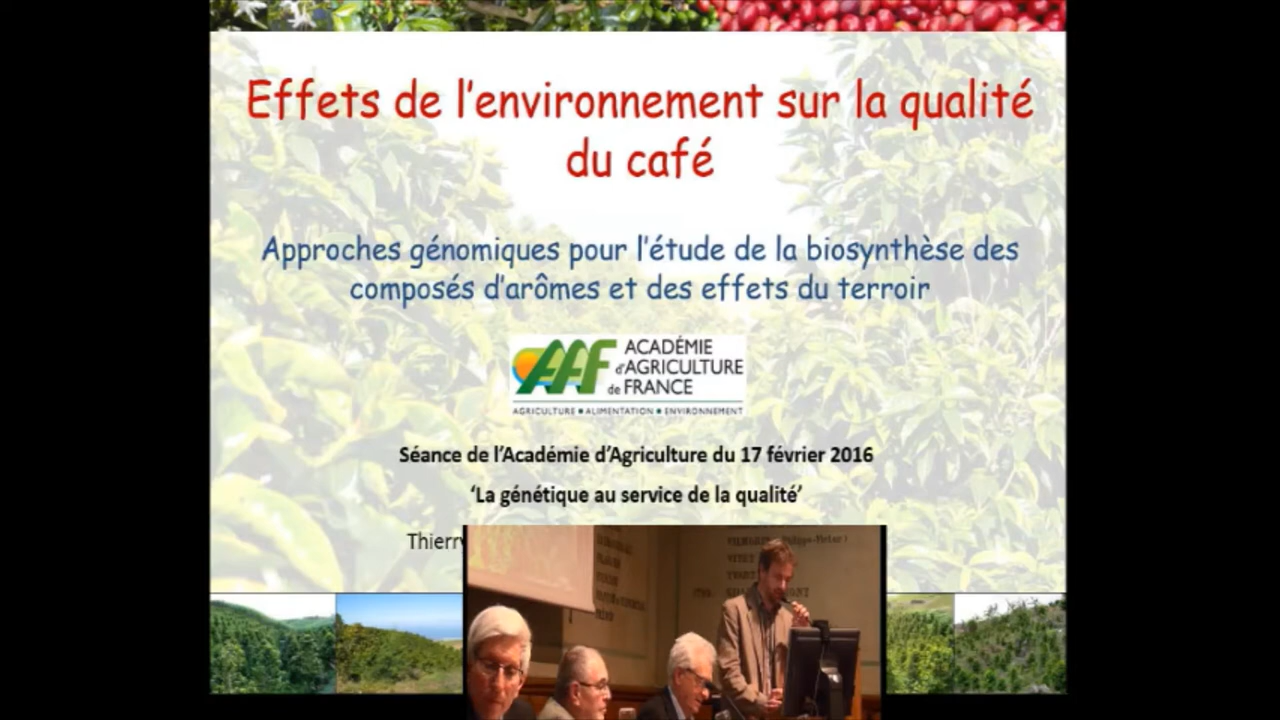 Effets de l'environnement sur la qualité
du café
Approches génomiques pour l'étude de la biosynthèse des
composés d'arômes et des effets du terroir
AAF
ACADÉMIE
d'AGRICULTURE
de FRANCE
AGRICULTURE ■ ALIMENTATION ■ ENVIRONNEMENT
Séance de l'Académie d'Agriculture du 17 février 2016
'La génétique au service de la qualité'